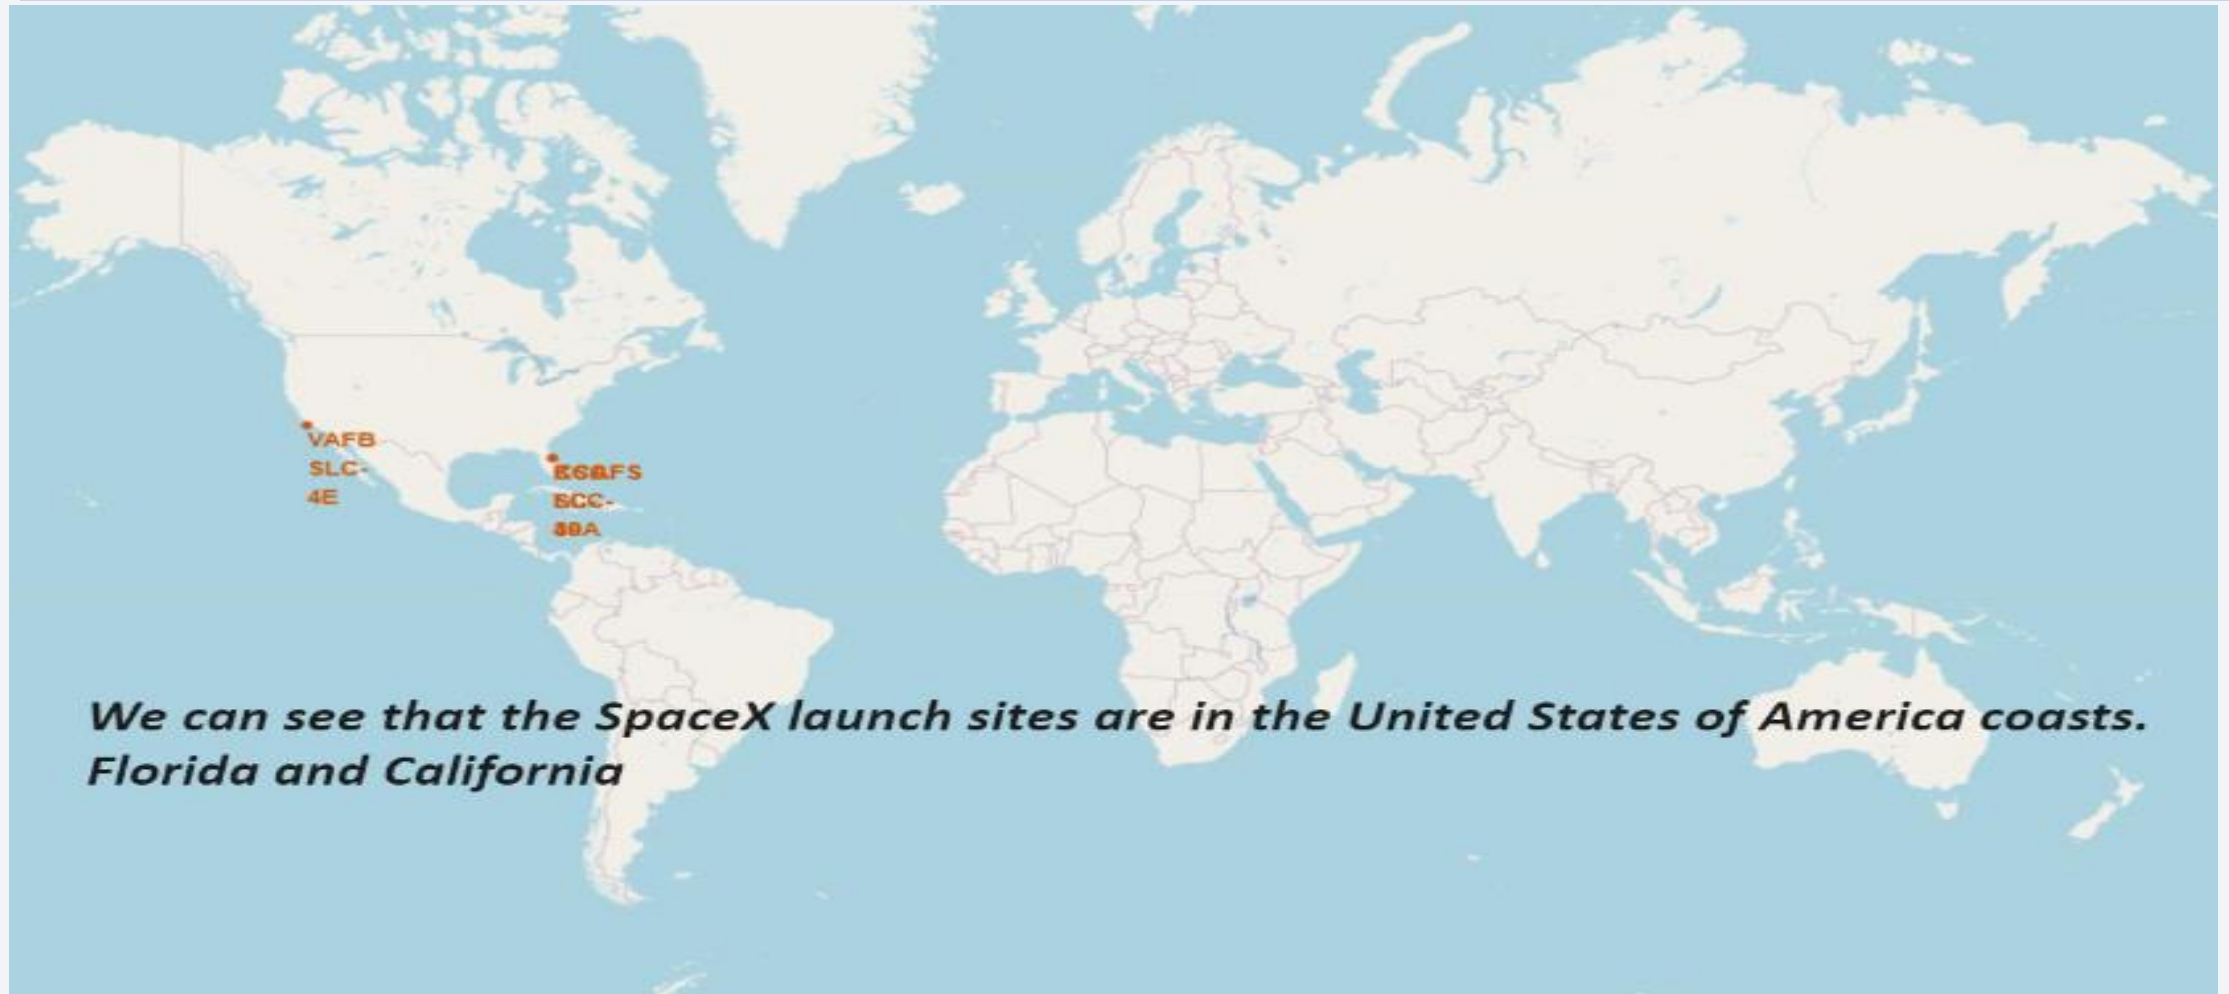 VAFB
SLC-
4E
We can see that the SpaceX launch sites are in the United States of America coasts.
Florida and California